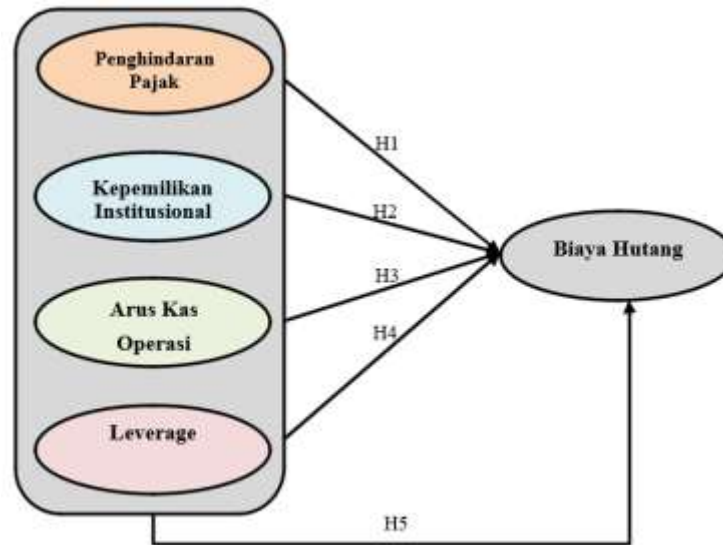 Penghindaran
Pajak
H1
Kepemilikan
Institusional
H2
Biaya Hutang
H3
Arus Kas
Operasi
H4
Leverage
H5